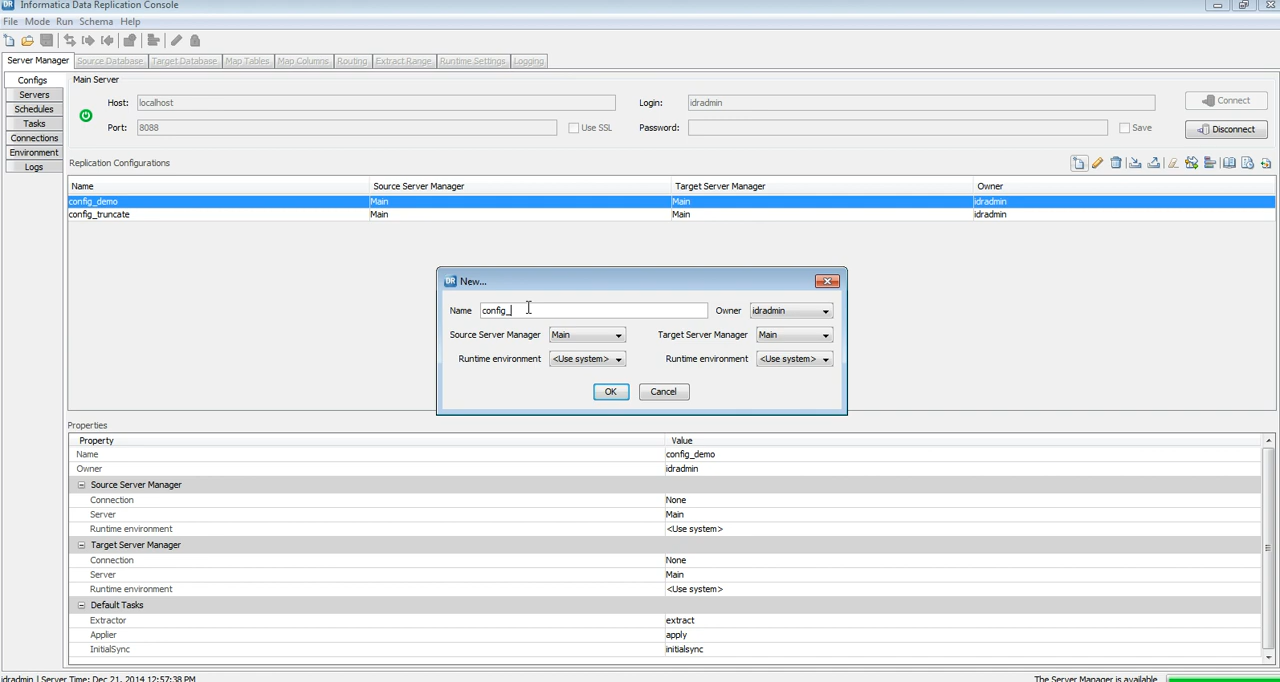 Informatica Data Replication Console
File Mode Run Schema Help
Server Manager Source Database Target Database Map Tables Map Columns Routing Extract Range Runtime Settings Logging
Configs Main Server
Servers
Schedules
Tasks
Connections
Environment
Logs
Host: localhost Login: idradmin Connect
Port: 8088 Use SSL Password: Save Disconnect
Replication Configurations
Name Source Server Manager Target Server Manager Owner
config_demo Main Main idradmin
config_truncate Main Main idradmin
DR New...
Name config_ Owner idradmin
Source Server Manager Main Target Server Manager Main
Runtime environment <Use system> Runtime environment <Use system>
OK Cancel
Properties
Property Value
Name config_demo
Owner idradmin
Source Server Manager
Connection None
Server Main
Runtime environment <Use system>
Target Server Manager
Connection None
Server Main
Runtime environment <Use system>
Default Tasks
Extractor extract
Applier apply
InitialSync initialsync
idradmin | Server Time: Dec 21, 2014 12:57:38 PM The Server Manager is available